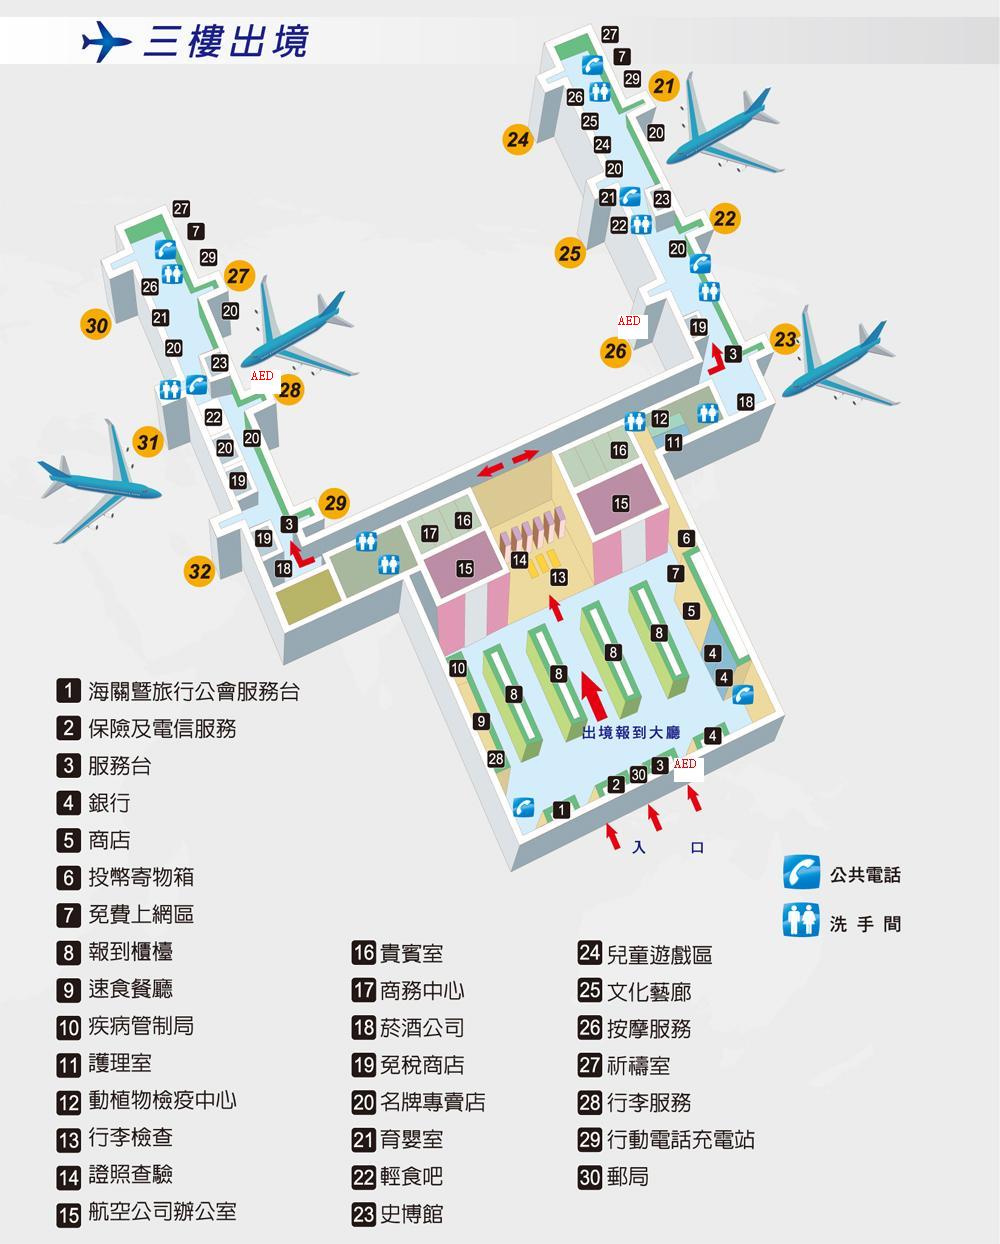 三樓出境
27
7
29
21
26
25
20
24
24
20
21
23
22
22
25
20
27
7
29
27
26
20
30
21
AED
19
20
26
3
23
23
AED
28
18
22
12
31
20
11
20
16
19
29
15
3
16
17
19
14
6
32
18
15
13
7
5
8
8
4
10
8
4
8
9
出境報到大廳
4
28
3
AED
30
2
1
入 口
1 海關暨旅行公會服務台
2 保險及電信服務
3 服務台
4 銀行
5 商店
6 投幣寄物箱
7 免費上網區
8 報到櫃檯
9 速食餐廳
10 疾病管制局
11 護理室
12 動植物檢疫中心
13 行李檢查
14 證照查驗
15 航空公司辦公室
16 貴賓室
17 商務中心
18 菸酒公司
19 免稅商店
20 名牌專賣店
21 育嬰室
22 輕食吧
23 史博館
24 兒童遊戲區
25 文化藝廊
26 按摩服務
27 祈禱室
28 行李服務
29 行動電話充電站
30 郵局
公共電話
洗手間